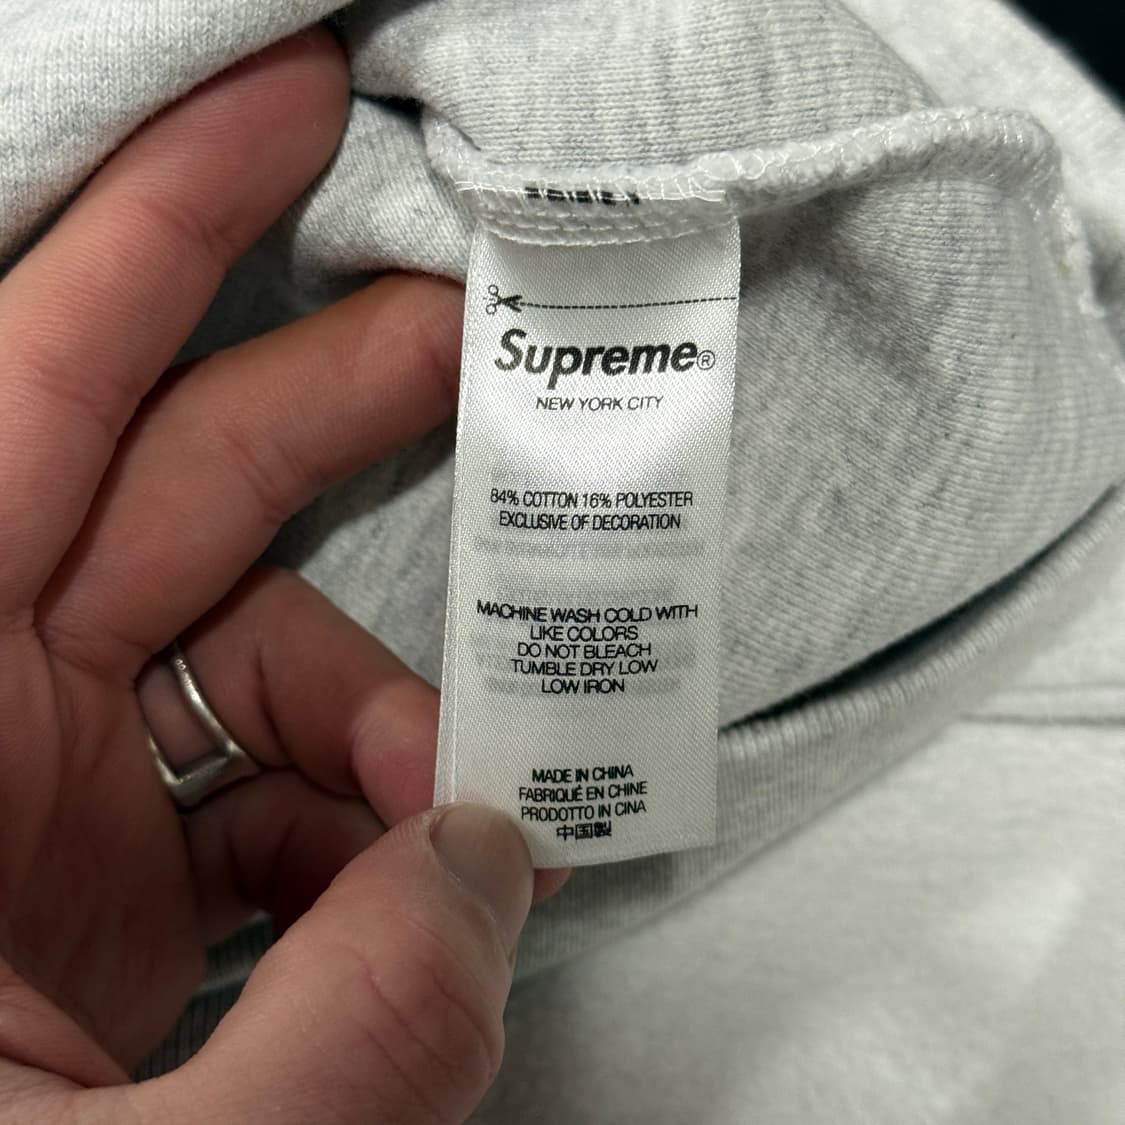 Supreme®
NEW YORK CITY
84% COTTON 16% POLYESTER
EXCLUSIVE OF DECORATION
MACHINE WASH COLD WITH
LIKE COLORS
DO NOT BLEACH
TUMBLE DRY LOW
LOW IRON
MADE IN CHINA
FABRIQUÉ EN CHINE
PRODOTTO IN CINA
中国製